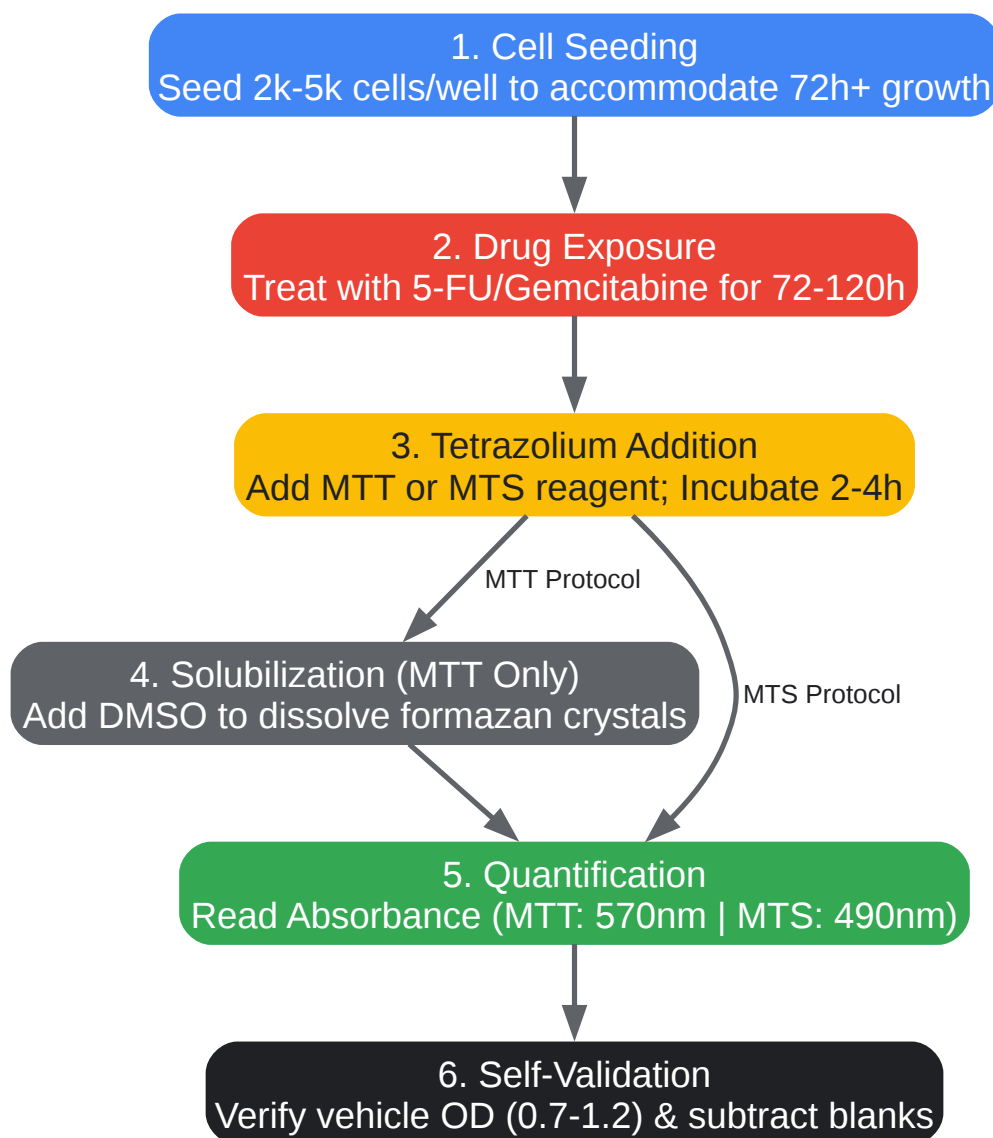 1. Cell Seeding
Seed 2k-5k cells/well to accommodate 72h+ growth
2. Drug Exposure
Treat with 5-FU/Gemcitabine for 72-120h
3. Tetrazolium Addition
Add MTT or MTS reagent; Incubate 2-4h
MTT Protocol
4. Solubilization (MTT Only)
Add DMSO to dissolve formazan crystals
MTS Protocol
5. Quantification
Read Absorbance (MTT: 570nm | MTS: 490nm)
6. Self-Validation
Verify vehicle OD (0.7-1.2) & subtract blanks